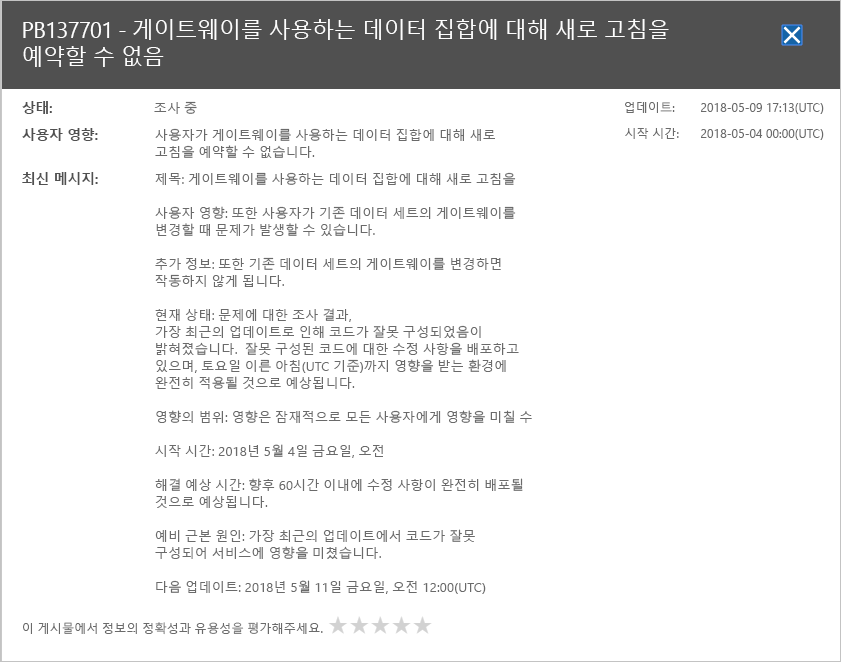 PB137701 - 게이트웨이를 사용하는 데이터 집합에 대해 새로 고침을
예약할 수 없음
상태: 조사 중 업데이트: 2018-05-09 17:13(UTC)
사용자 영향: 사용자가 게이트웨이를 사용하는 데이터 집합에 대해 새로 시작 시간: 2018-05-04 00:00(UTC)
고침을 예약할 수 없습니다.
최신 메시지: 제목: 게이트웨이를 사용하는 데이터 집합에 대해 새로 고침을
사용자 영향: 또한 사용자가 기존 데이터 세트의 게이트웨이를
변경할 때 문제가 발생할 수 있습니다.
추가 정보: 또한 기존 데이터 세트의 게이트웨이를 변경하면
작동하지 않게 됩니다.
현재 상태: 문제에 대한 조사 결과,
가장 최근의 업데이트로 인해 코드가 잘못 구성되었음이
밝혀졌습니다. 잘못 구성된 코드에 대한 수정 사항을 배포하고
있으며, 토요일 이른 아침(UTC 기준)까지 영향을 받는 환경에
완전히 적용될 것으로 예상됩니다.
영향의 범위: 영향은 잠재적으로 모든 사용자에게 영향을 미칠 수
시작 시간: 2018년 5월 4일 금요일, 오전
해결 예상 시간: 향후 60시간 이내에 수정 사항이 완전히 배포될
것으로 예상됩니다.
예비 근본 원인: 가장 최근의 업데이트에서 코드가 잘못
구성되어 서비스에 영향을 미쳤습니다.
다음 업데이트: 2018년 5월 11일 금요일, 오전 12:00(UTC)
이 게시물에서 정보의 정확성과 유용성을 평가해주세요.